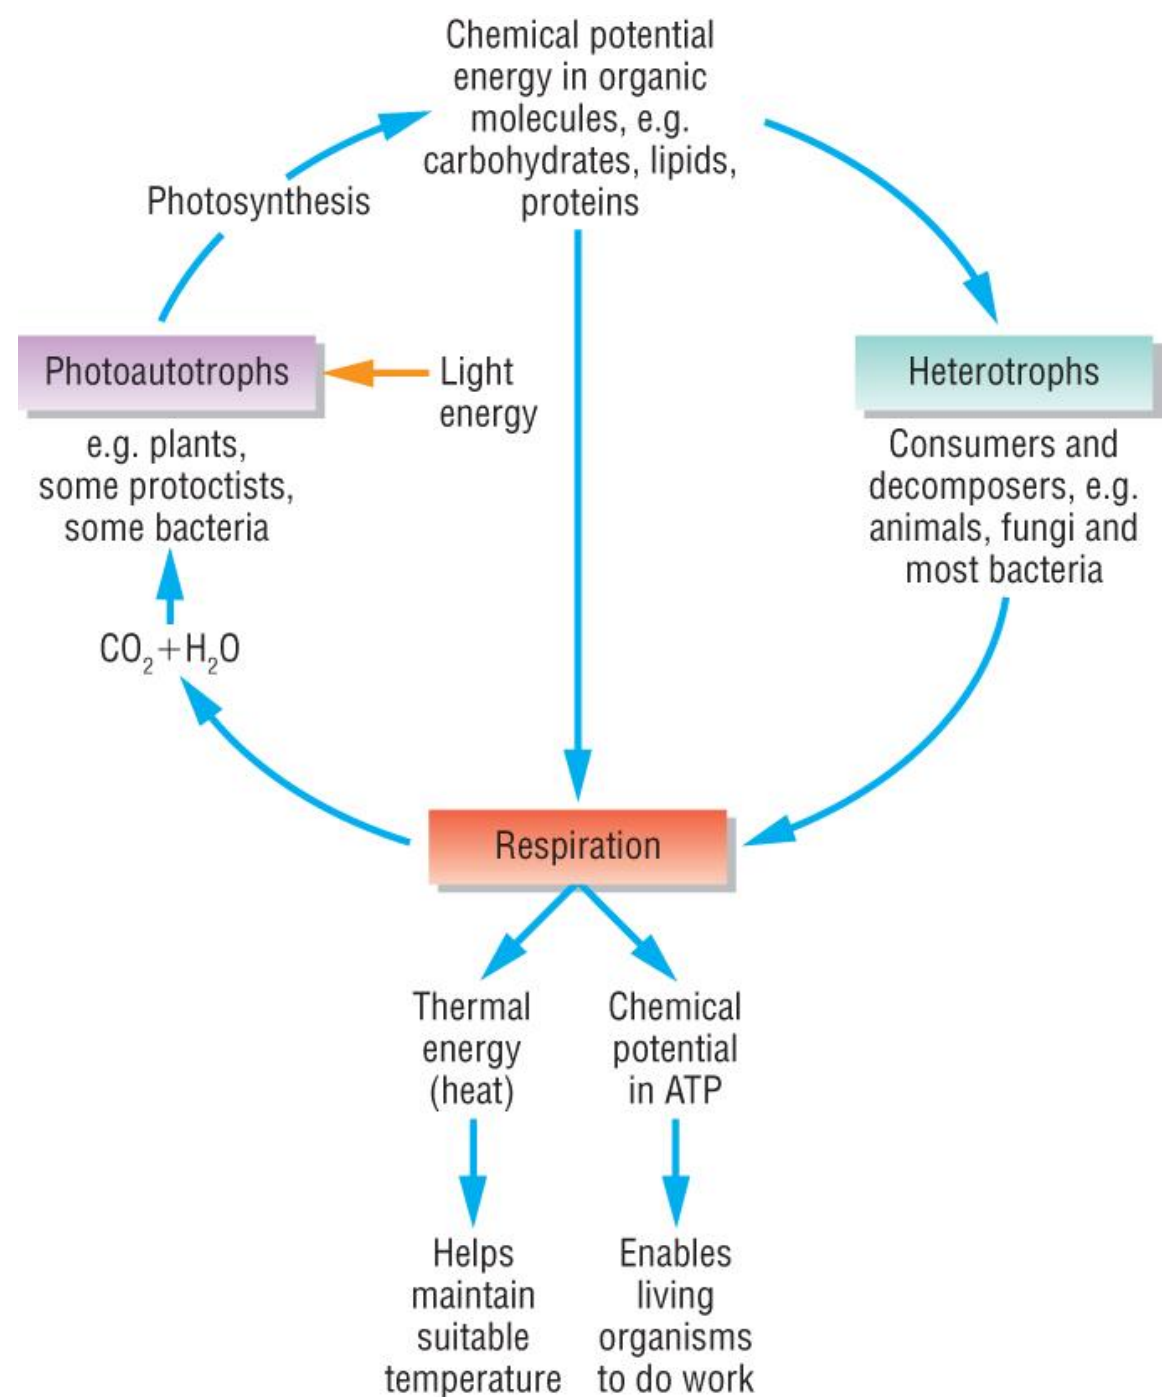 Chemical potential
energy in organic
molecules, e.g.
carbohydrates, lipids,
proteins
Photosynthesis
Photoautotrophs
Light
energy
Heterotrophs
e.g. plants,
some protoctists,
some bacteria
Consumers and
decomposers, e.g.
animals, fungi and
most bacteria
CO₂+H₂O
Respiration
Thermal
energy
(heat)
Chemical
potential
in ATP
Helps
maintain
suitable
temperature
Enables
living
organisms
to do work